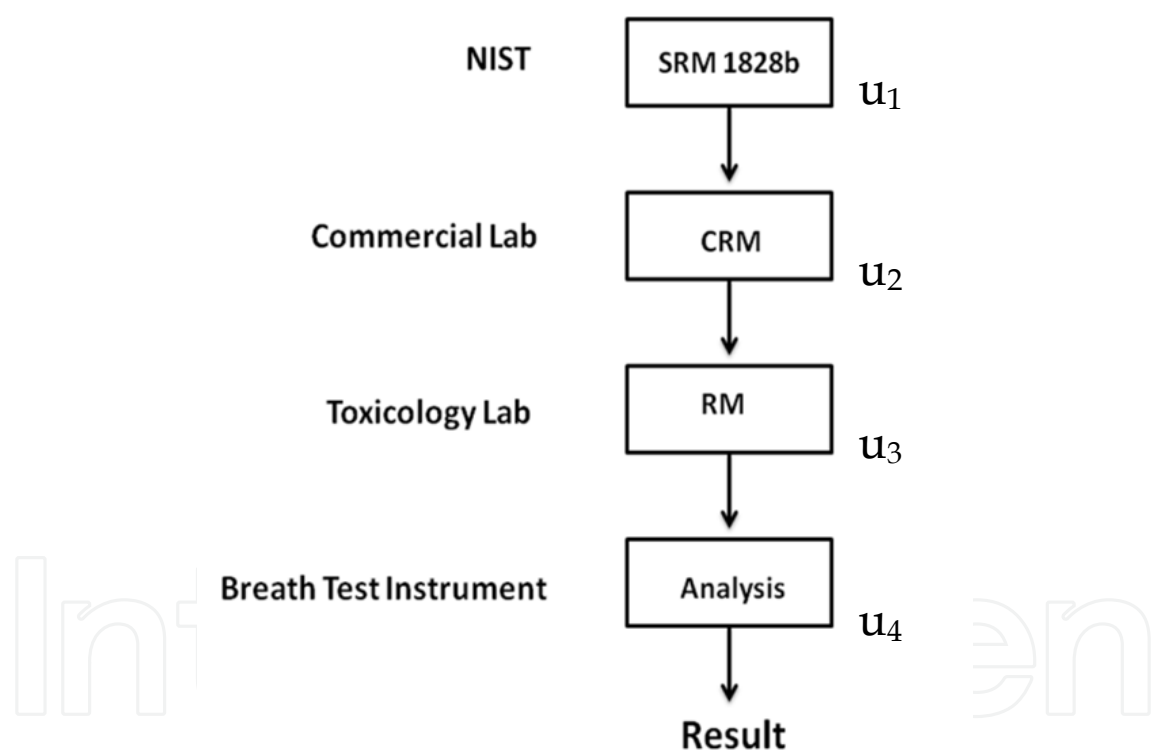 NIST
SRM 1828b
u1
Commercial Lab
CRM
u2
Toxicology Lab
RM
u3
Breath Test Instrument
Analysis
u4
Result